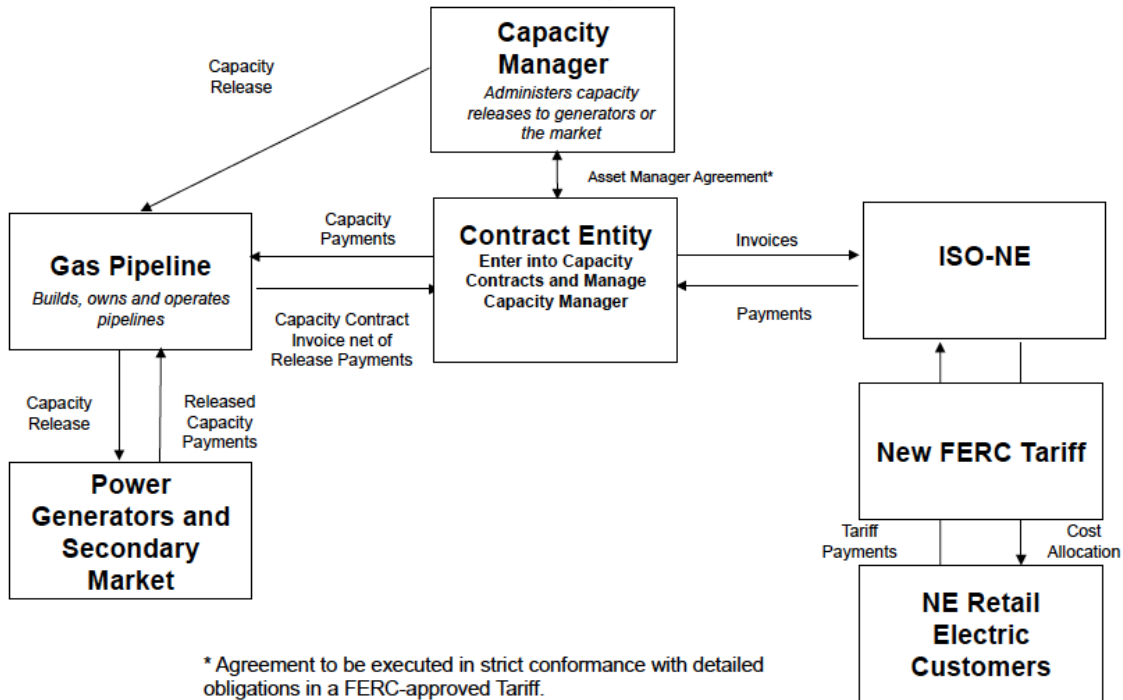 Capacity
Manager
Administers capacity
releases to generators or
the market
Capacity
Release
Asset Manager Agreement*
Gas Pipeline
Builds, owns and operates
pipelines
Capacity
Payments
Capacity Contract
Invoice net of
Release Payments
Contract Entity
Enter into Capacity
Contracts and Manage
Capacity Manager
Invoices
Payments
ISO-NE
Capacity
Release
Released
Capacity
Payments
New FERC Tariff
Power
Generators and
Secondary
Market
Tariff
Payments
Cost
Allocation
NE Retail
Electric
Customers
* Agreement to be executed in strict conformance with detailed
obligations in a FERC-approved Tariff.